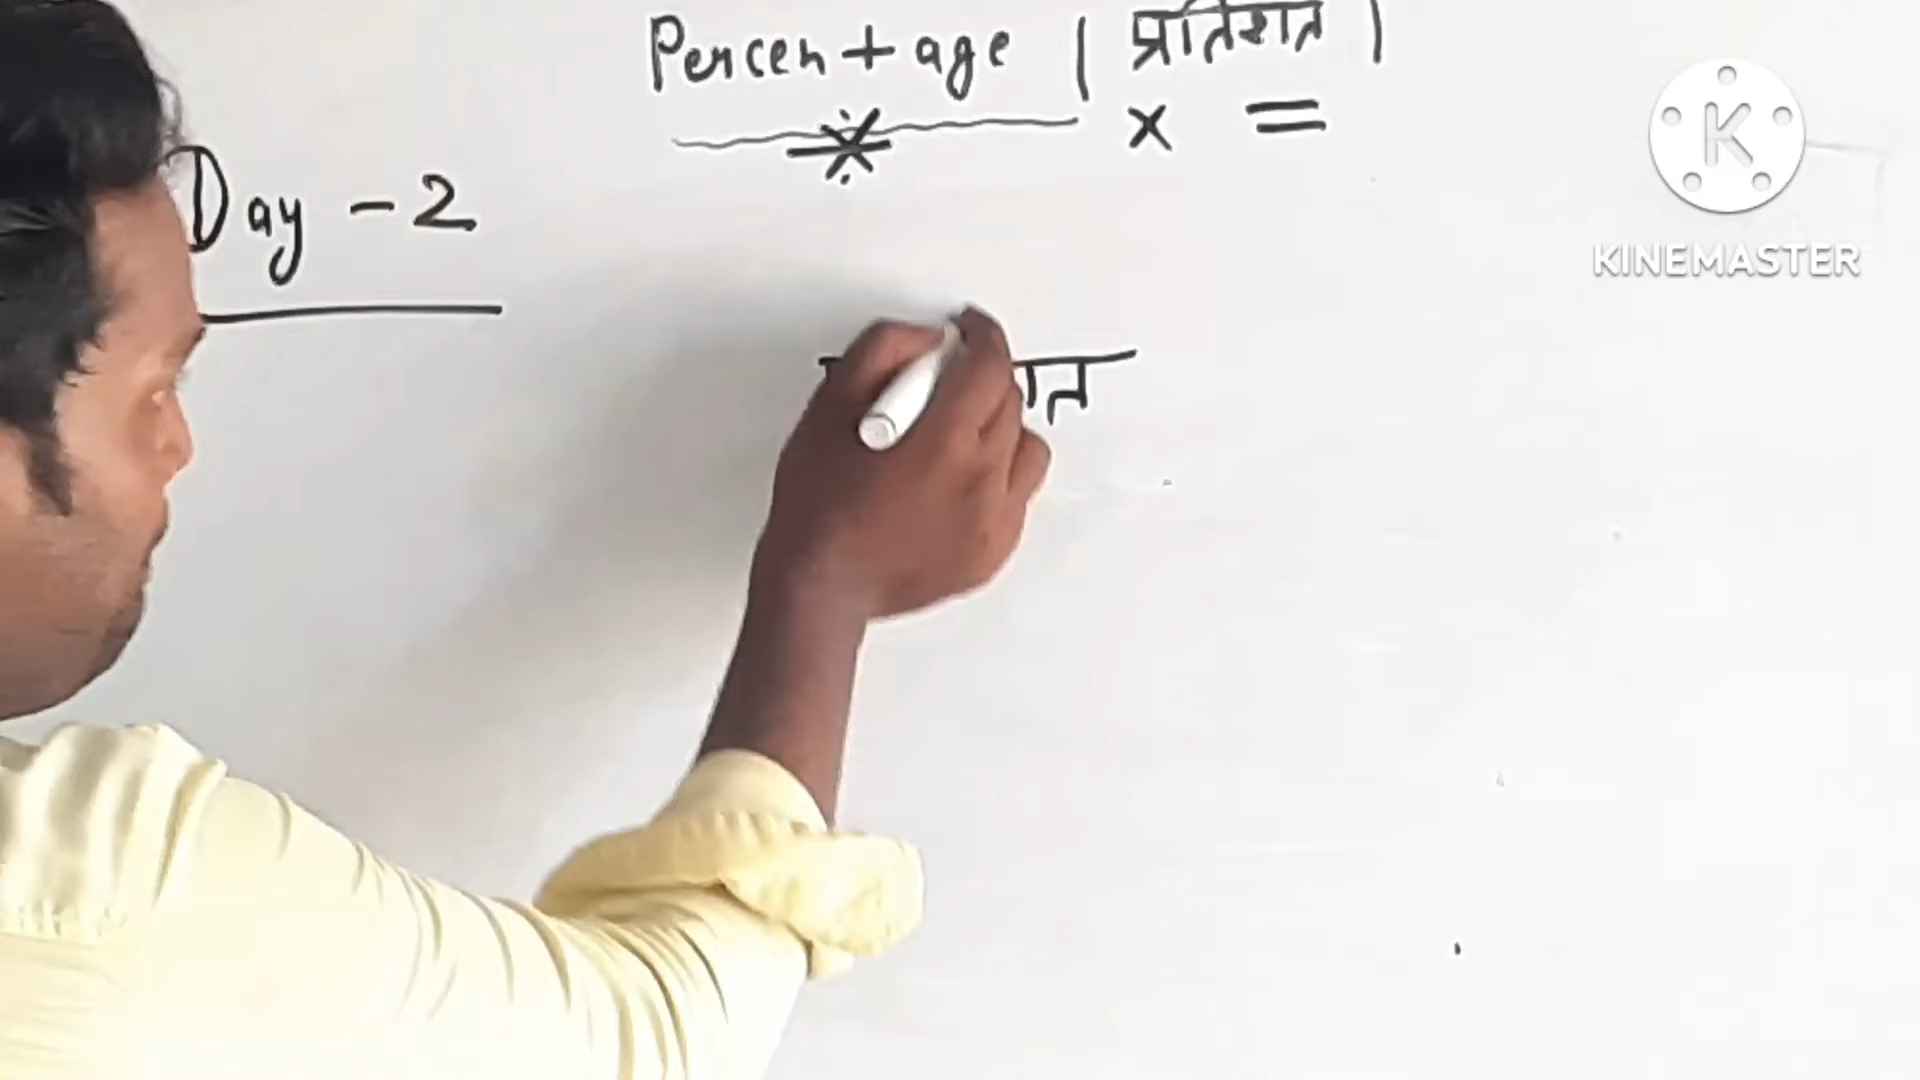 Percentage ( प्रतिशत )
× =
Day - 2
KINEMASTER